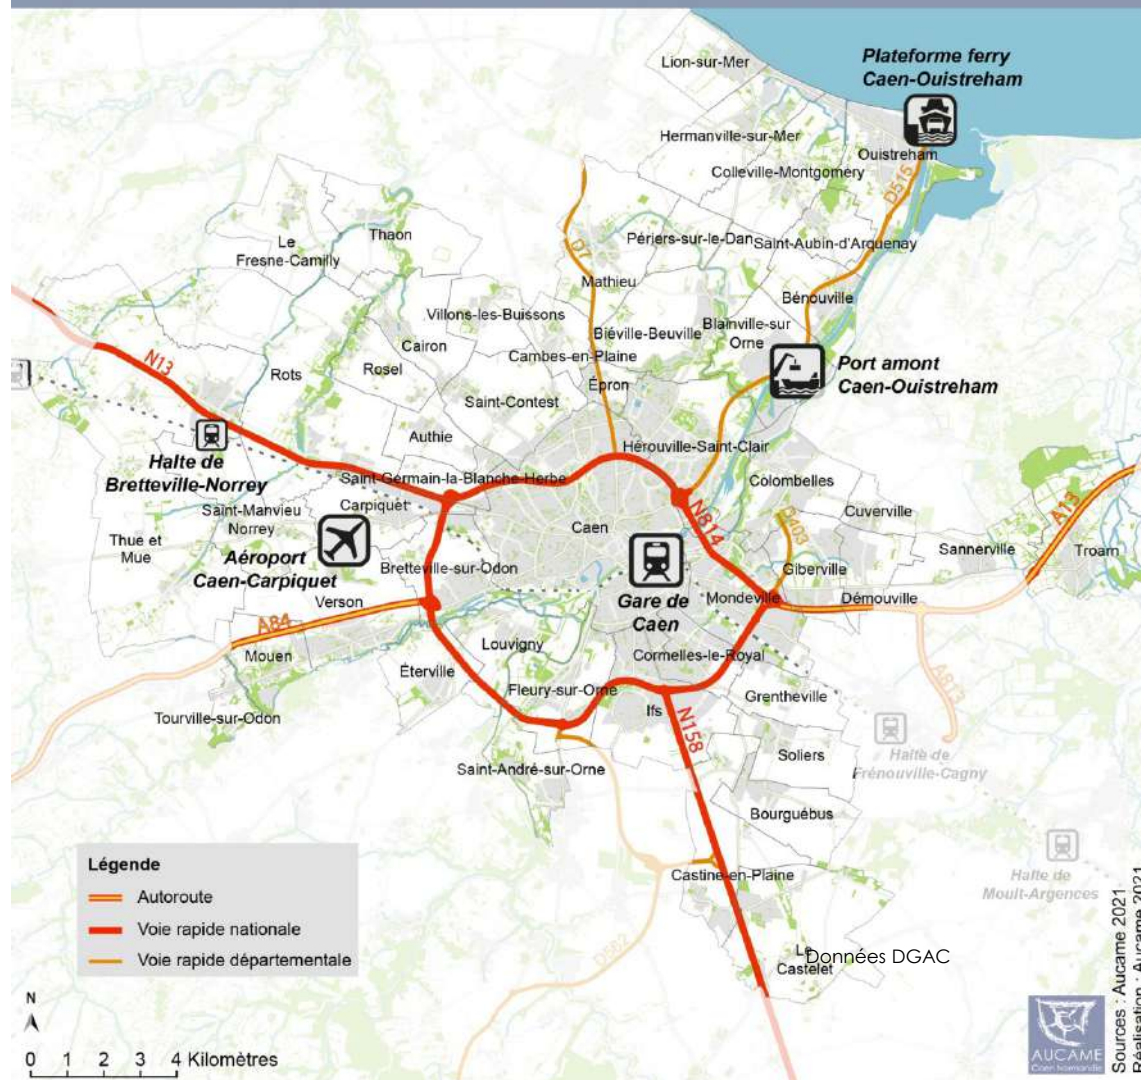 Plateforme ferry
Caen-Ouistreham
Lion-sur-Mer
Hermanville-sur-Mer
Ouistreham
Colleville-Montgomery
D515
Le
Fresne-Camilly
Thaon
D7
Périers-sur-le-Dan
Saint-Aubin-d'Arquenay
Mathieu
Bénouville
Villons-les-Buissons
Biéville-Beuville
Blainville-sur
Orne
Cairon
Cambes-en-Plaine
N13
Rots
Rosel
Épron
Port amont
Caen-Ouistreham
Saint-Contest
Authie
Hérouville-Saint-Clair
Halte de
Bretteville-Norrey
Saint-Germain-la-Blanche-Herbe
Colombelles
Carpiquet
Saint-Manvieu
Norrey
Cuverville
A13
Thue et
Mue
Caen
N814
D403
Sannerville
Troarn
Aéroport
Caen-Carpiquet
Bretteville-sur-Odon
Giberville
Verson
Gare de
Caen
Mondeville
Démouville
A84
Mouen
Louvigny
Éterville
Cormelles-le-Royal
A813
Fleury-sur-Orne
Ifs
Grentheville
Tourville-sur-Odon
N158
Halte de
Frénouville-Cagny
Soliers
Saint-André-sur-Orne
Bourguébus
Castine-en-Plaine
Halte de
Moult-Argences
D562
Le
Castelet
Données DGAC
Légende
Autoroute
Voie rapide nationale
Voie rapide départementale
N
0 1 2 3 4 Kilomètres
AUCAME
Caen Normandie
Sources : Aucame 2021
Réalisation : Aucame 2021